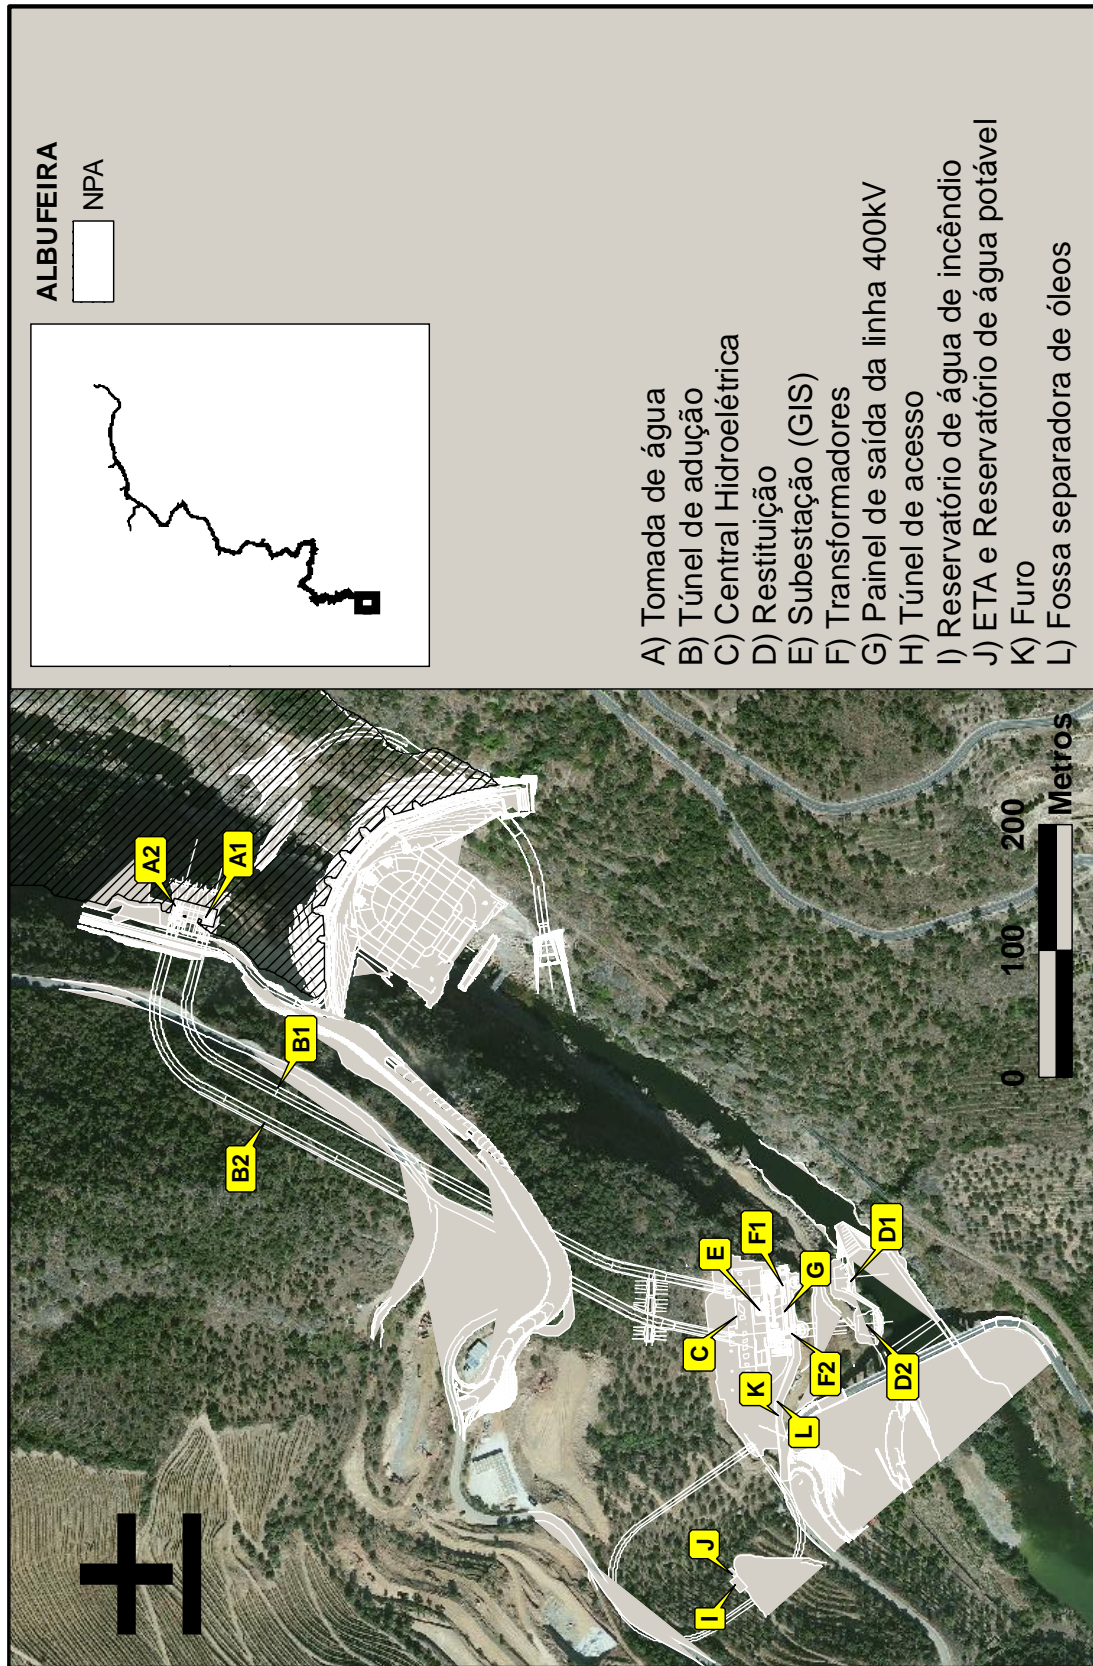 ALBUFEIRA
NPA
A) Tomada de água
B) Túnel de adução
C) Central Hidroelétrica
D) Restituição
E) Subestação (GIS)
F) Transformadores
G) Painel de saída da linha 400kV
H) Túnel de acesso
I) Reservatório de água de incêndio
J) ETA e Reservatório de água potável
K) Furo
L) Fossa separadora de óleos
A2
A1
B1
B2
E
F1
C
G
D1
K
F2
D2
L
J
I
0
100
200
Metros